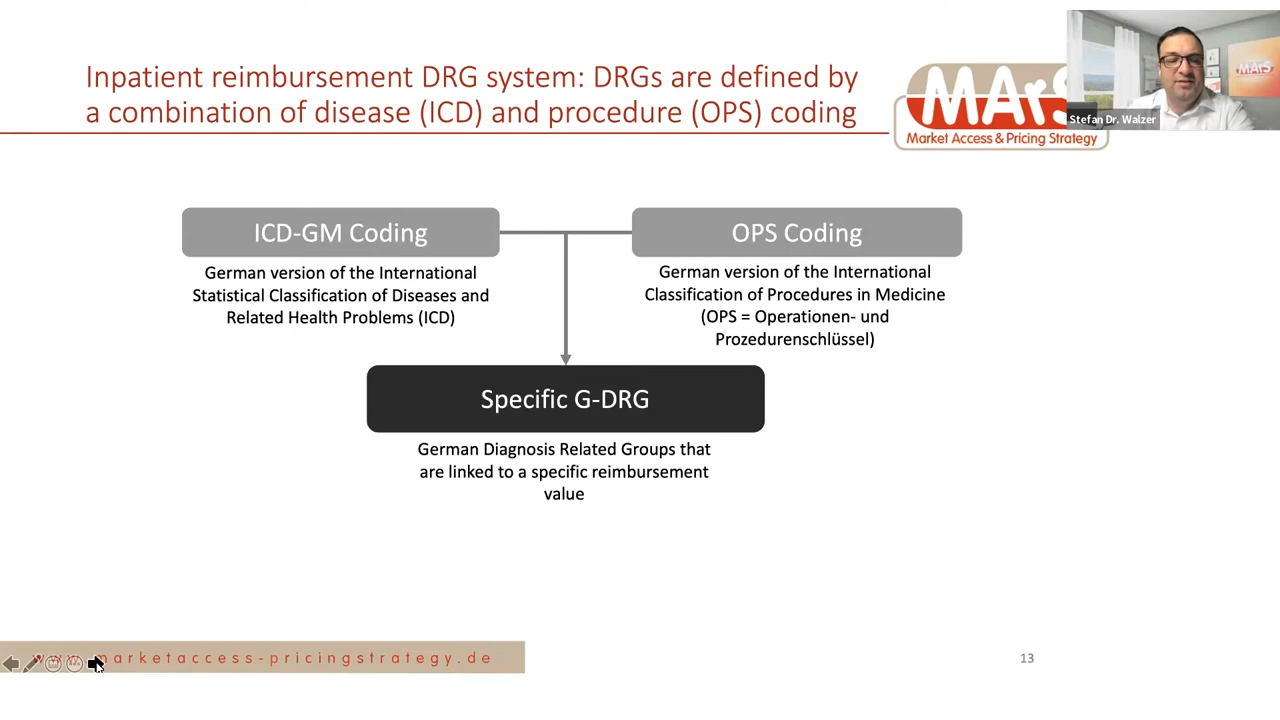 Inpatient reimbursement DRG system: DRGs are defined by
a combination of disease (ICD) and procedure (OPS) coding
MArS
Market Access & Pricing Strategy
Stefan Dr. Walzer
MArS
ICD-GM Coding
German version of the International
Statistical Classification of Diseases and
Related Health Problems (ICD)
OPS Coding
German version of the International
Classification of Procedures in Medicine
(OPS = Operationen- und
Prozedurenschlüssel)
Specific G-DRG
German Diagnosis Related Groups that
are linked to a specific reimbursement
value
www.marketaccess-pricingstrategy.de
13